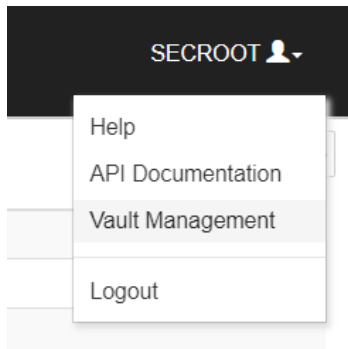 SECROOT
Help
API Documentation
Vault Management
Logout